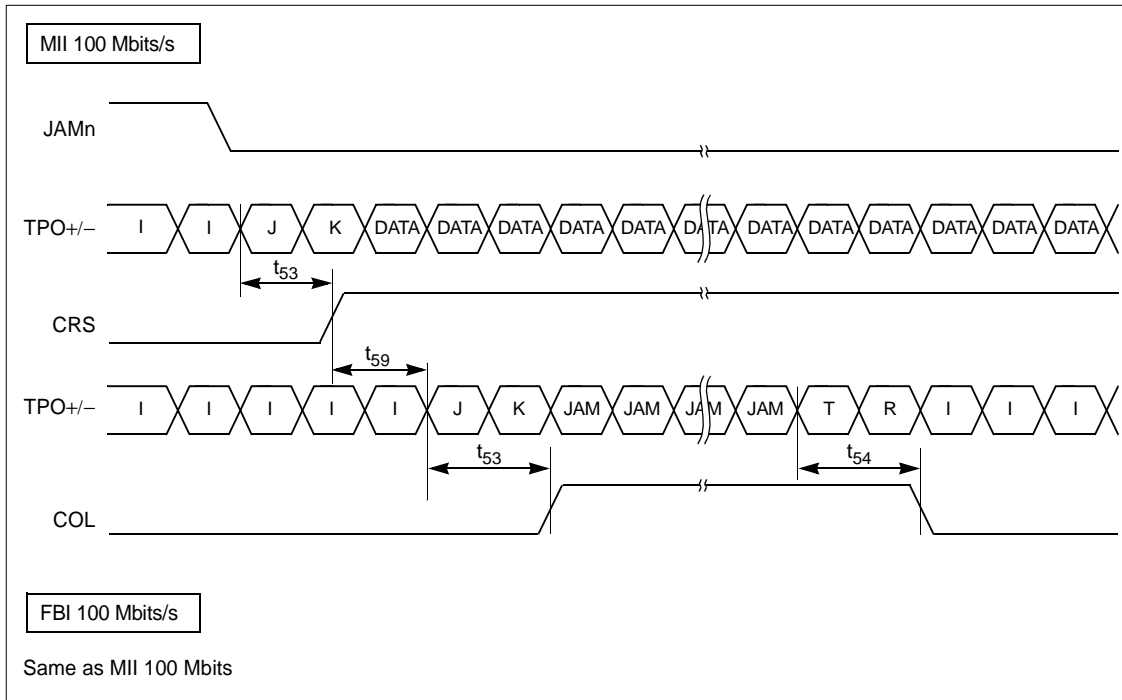 MII 100 Mbits/s
JAMn
TPO+/− I I J K DATA DATA DATA DATA DATA DATA DATA DATA DATA DATA DATA DATA
t53
CRS
t59
TPO+/− I I I I I J K JAM JAM JAM JAM T R I I I
t53 t54
COL
FBI 100 Mbits/s
Same as MII 100 Mbits